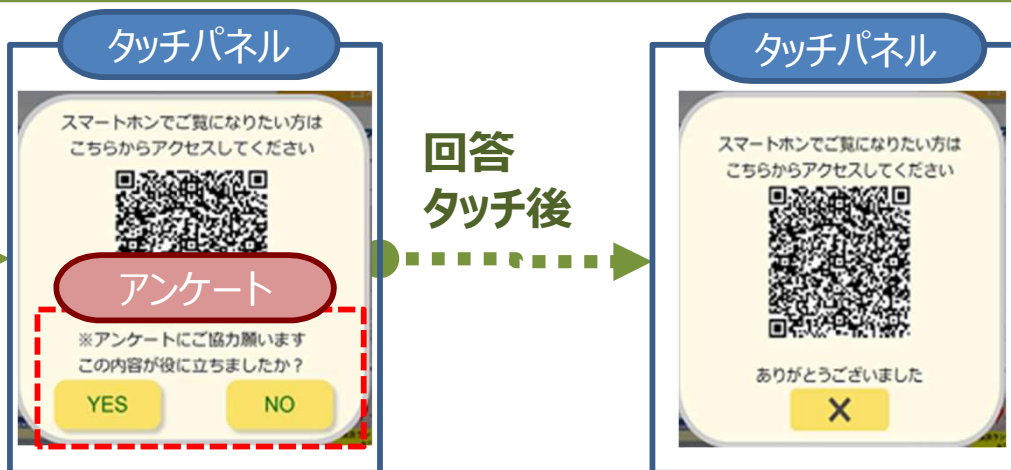 タッチパネル
スマートホンでご覧になりたい方は
こちらからアクセスしてください
アンケート
※アンケートにご協力願います
この内容が役に立ちましたか？
YES
NO
回答
タッチ後
タッチパネル
スマートホンでご覧になりたい方は
こちらからアクセスしてください
ありがとうございました
×